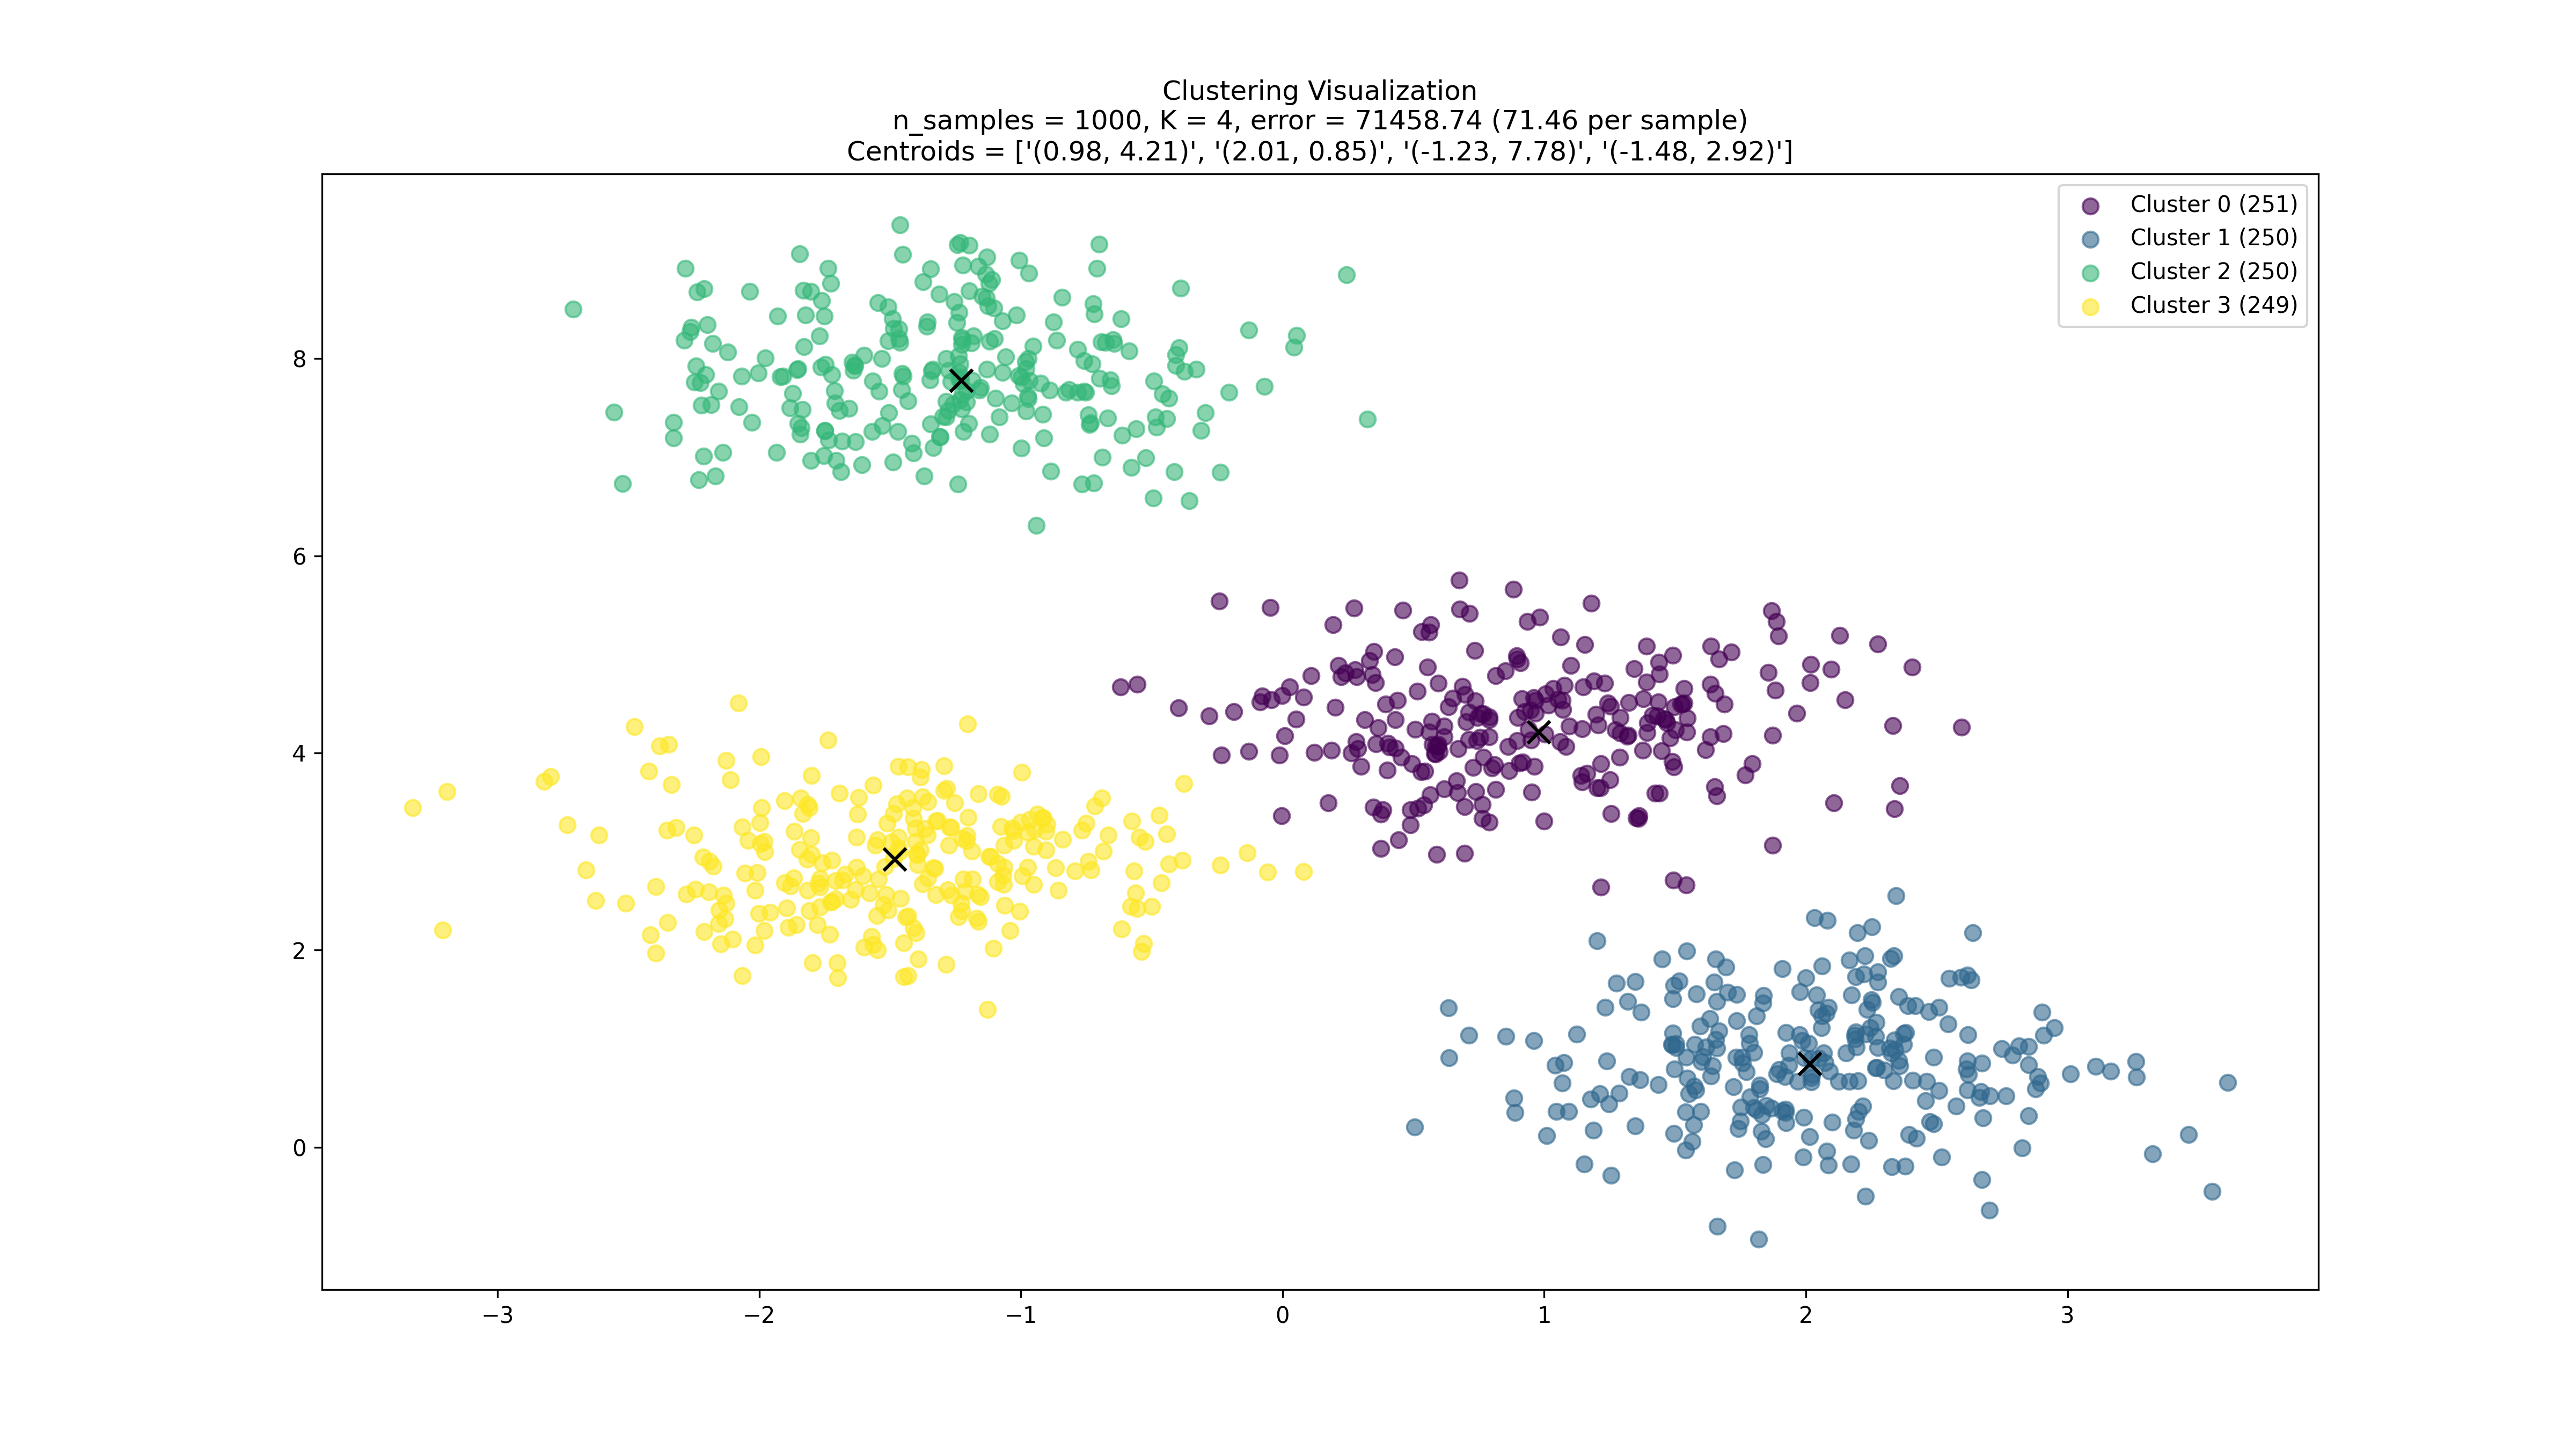 Clustering Visualization
n_samples = 1000, K = 4, error = 71458.74 (71.46 per sample)
Centroids = ['(0.98, 4.21)', '(2.01, 0.85)', '(-1.23, 7.78)', '(-1.48, 2.92)']
Cluster 0 (251)
Cluster 1 (250)
Cluster 2 (250)
Cluster 3 (249)
8
6
4
2
0
−3 −2 −1 0 1 2 3